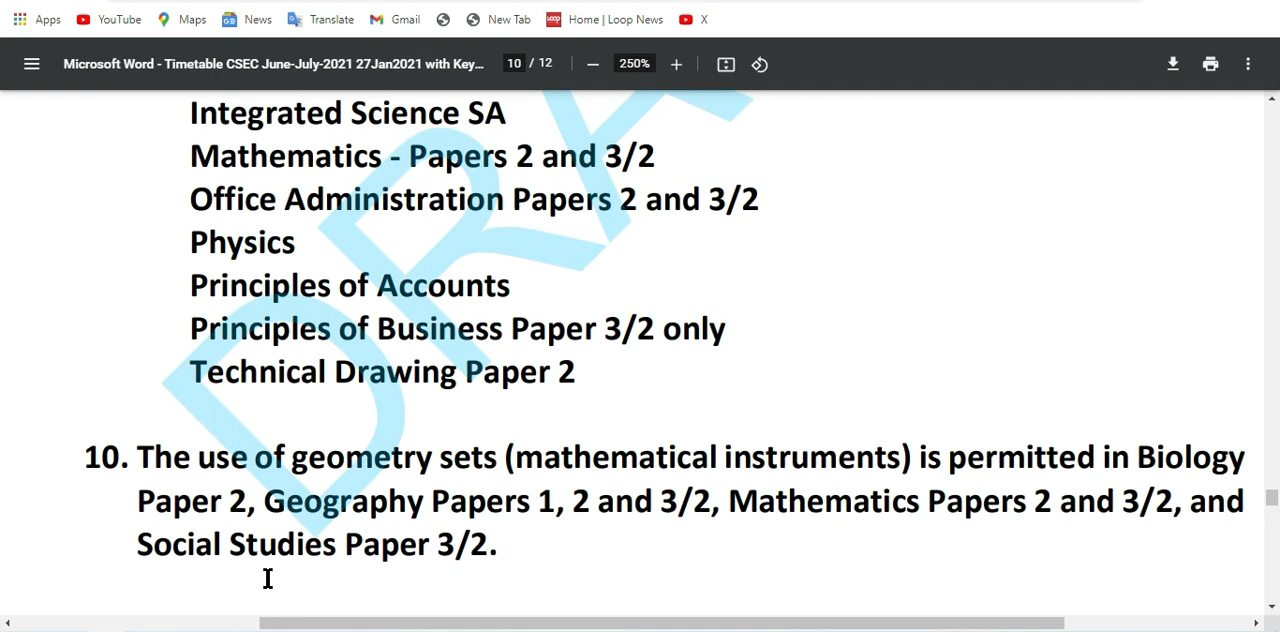 Apps YouTube Maps News Translate Gmail New Tab Home | Loop News X
Microsoft Word - Timetable CSEC June-July-2021 27Jan2021 with Key... 10 / 12 250%
Integrated Science SA
Mathematics - Papers 2 and 3/2
Office Administration Papers 2 and 3/2
Physics
Principles of Accounts
Principles of Business Paper 3/2 only
Technical Drawing Paper 2
10. The use of geometry sets (mathematical instruments) is permitted in Biology
Paper 2, Geography Papers 1, 2 and 3/2, Mathematics Papers 2 and 3/2, and
Social Studies Paper 3/2.
DRA